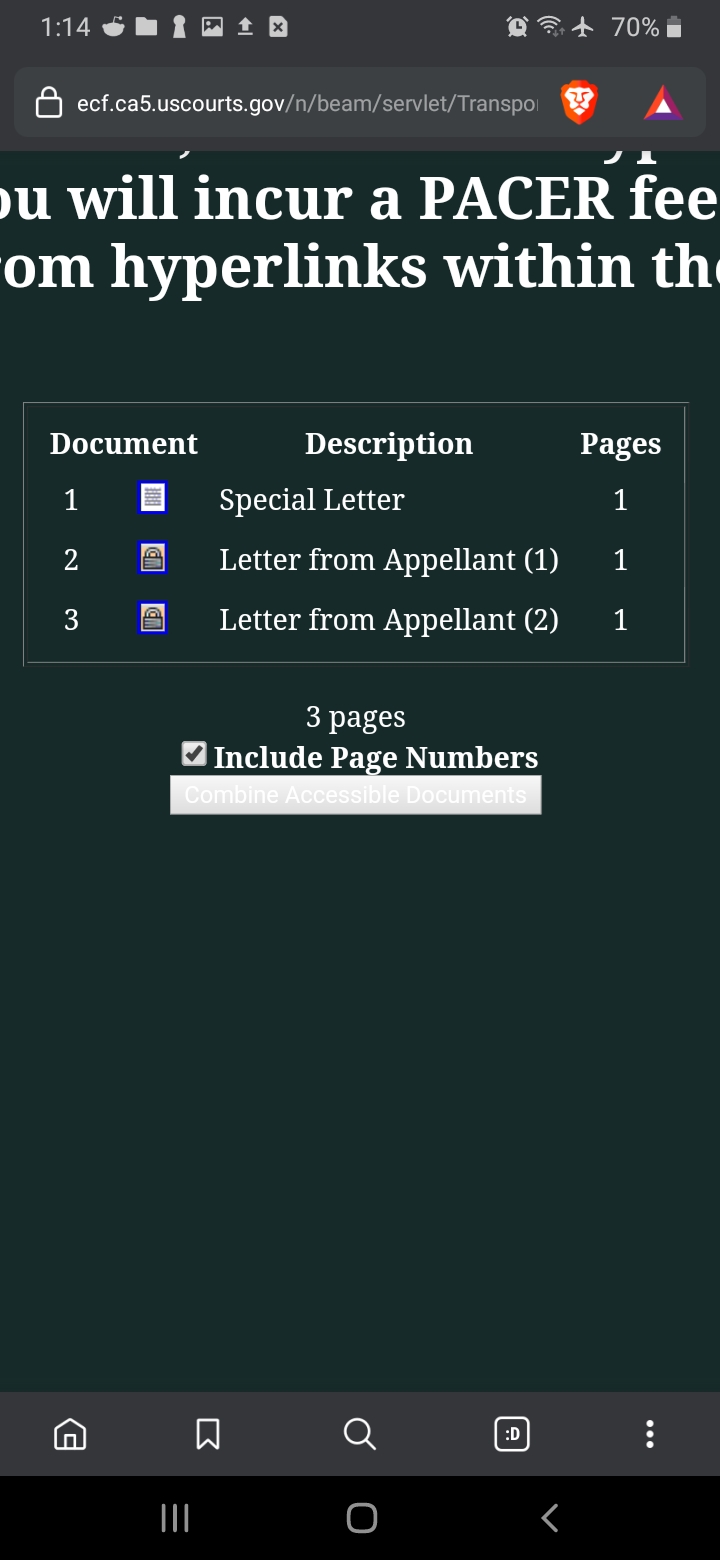 1:14 70%
ecf.ca5.uscourts.gov/n/beam/servlet/Transpo
ou will incur a PACER fee
rom hyperlinks within the
Document Description Pages
1 Special Letter 1
2 Letter from Appellant (1) 1
3 Letter from Appellant (2) 1
3 pages
Include Page Numbers
Combine Accessible Documents
:D